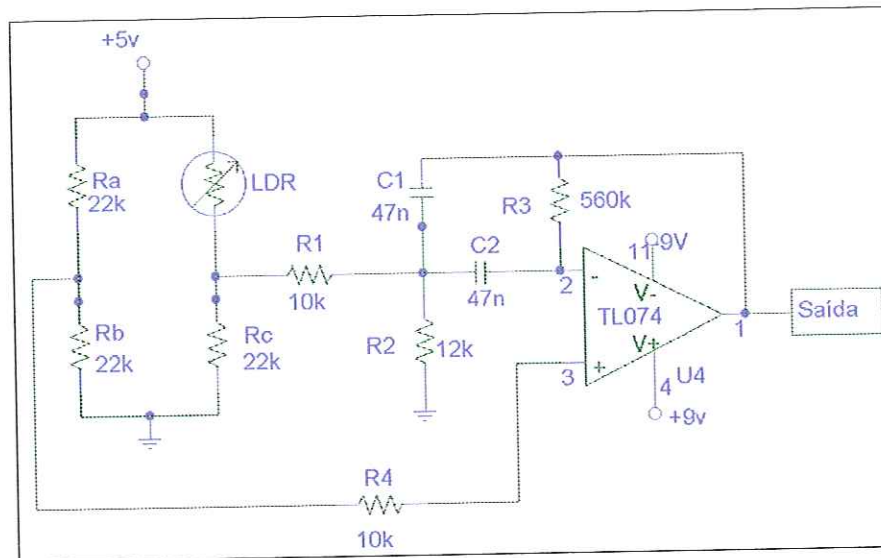 +5v
Ra
22k
LDR
C1
47n
R3
560k
R1
10k
C2
47n
11
-9V
2
-
V-
TL074
1
Saída
Rb
22k
Rc
22k
R2
12k
V+
3
+
4
U4
+9v
R4
10k